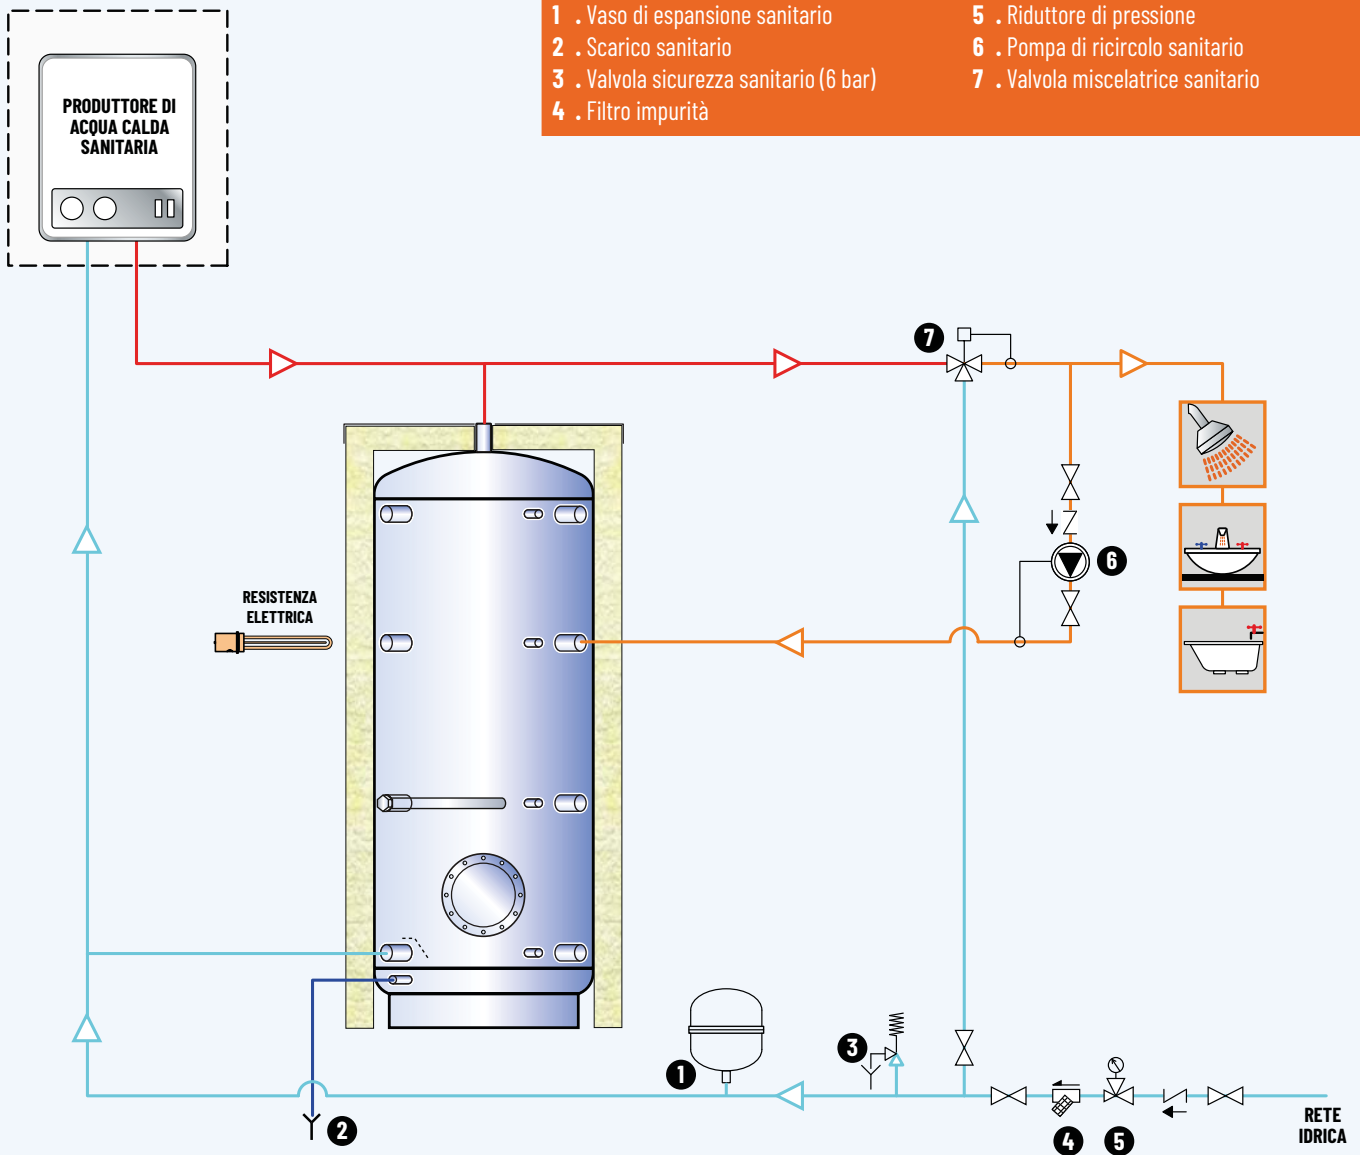 1 . Vaso di espansione sanitario
2 . Scarico sanitario
3 . Valvola sicurezza sanitario (6 bar)
4 . Filtro impurità
5 . Riduttore di pressione
6 . Pompa di ricircolo sanitario
7 . Valvola miscelatrice sanitario
PRODUTTORE DI
ACQUA CALDA
SANITARIA
7
6
RESISTENZA
ELETTRICA
3
1
2
4
5
RETE
IDRICA